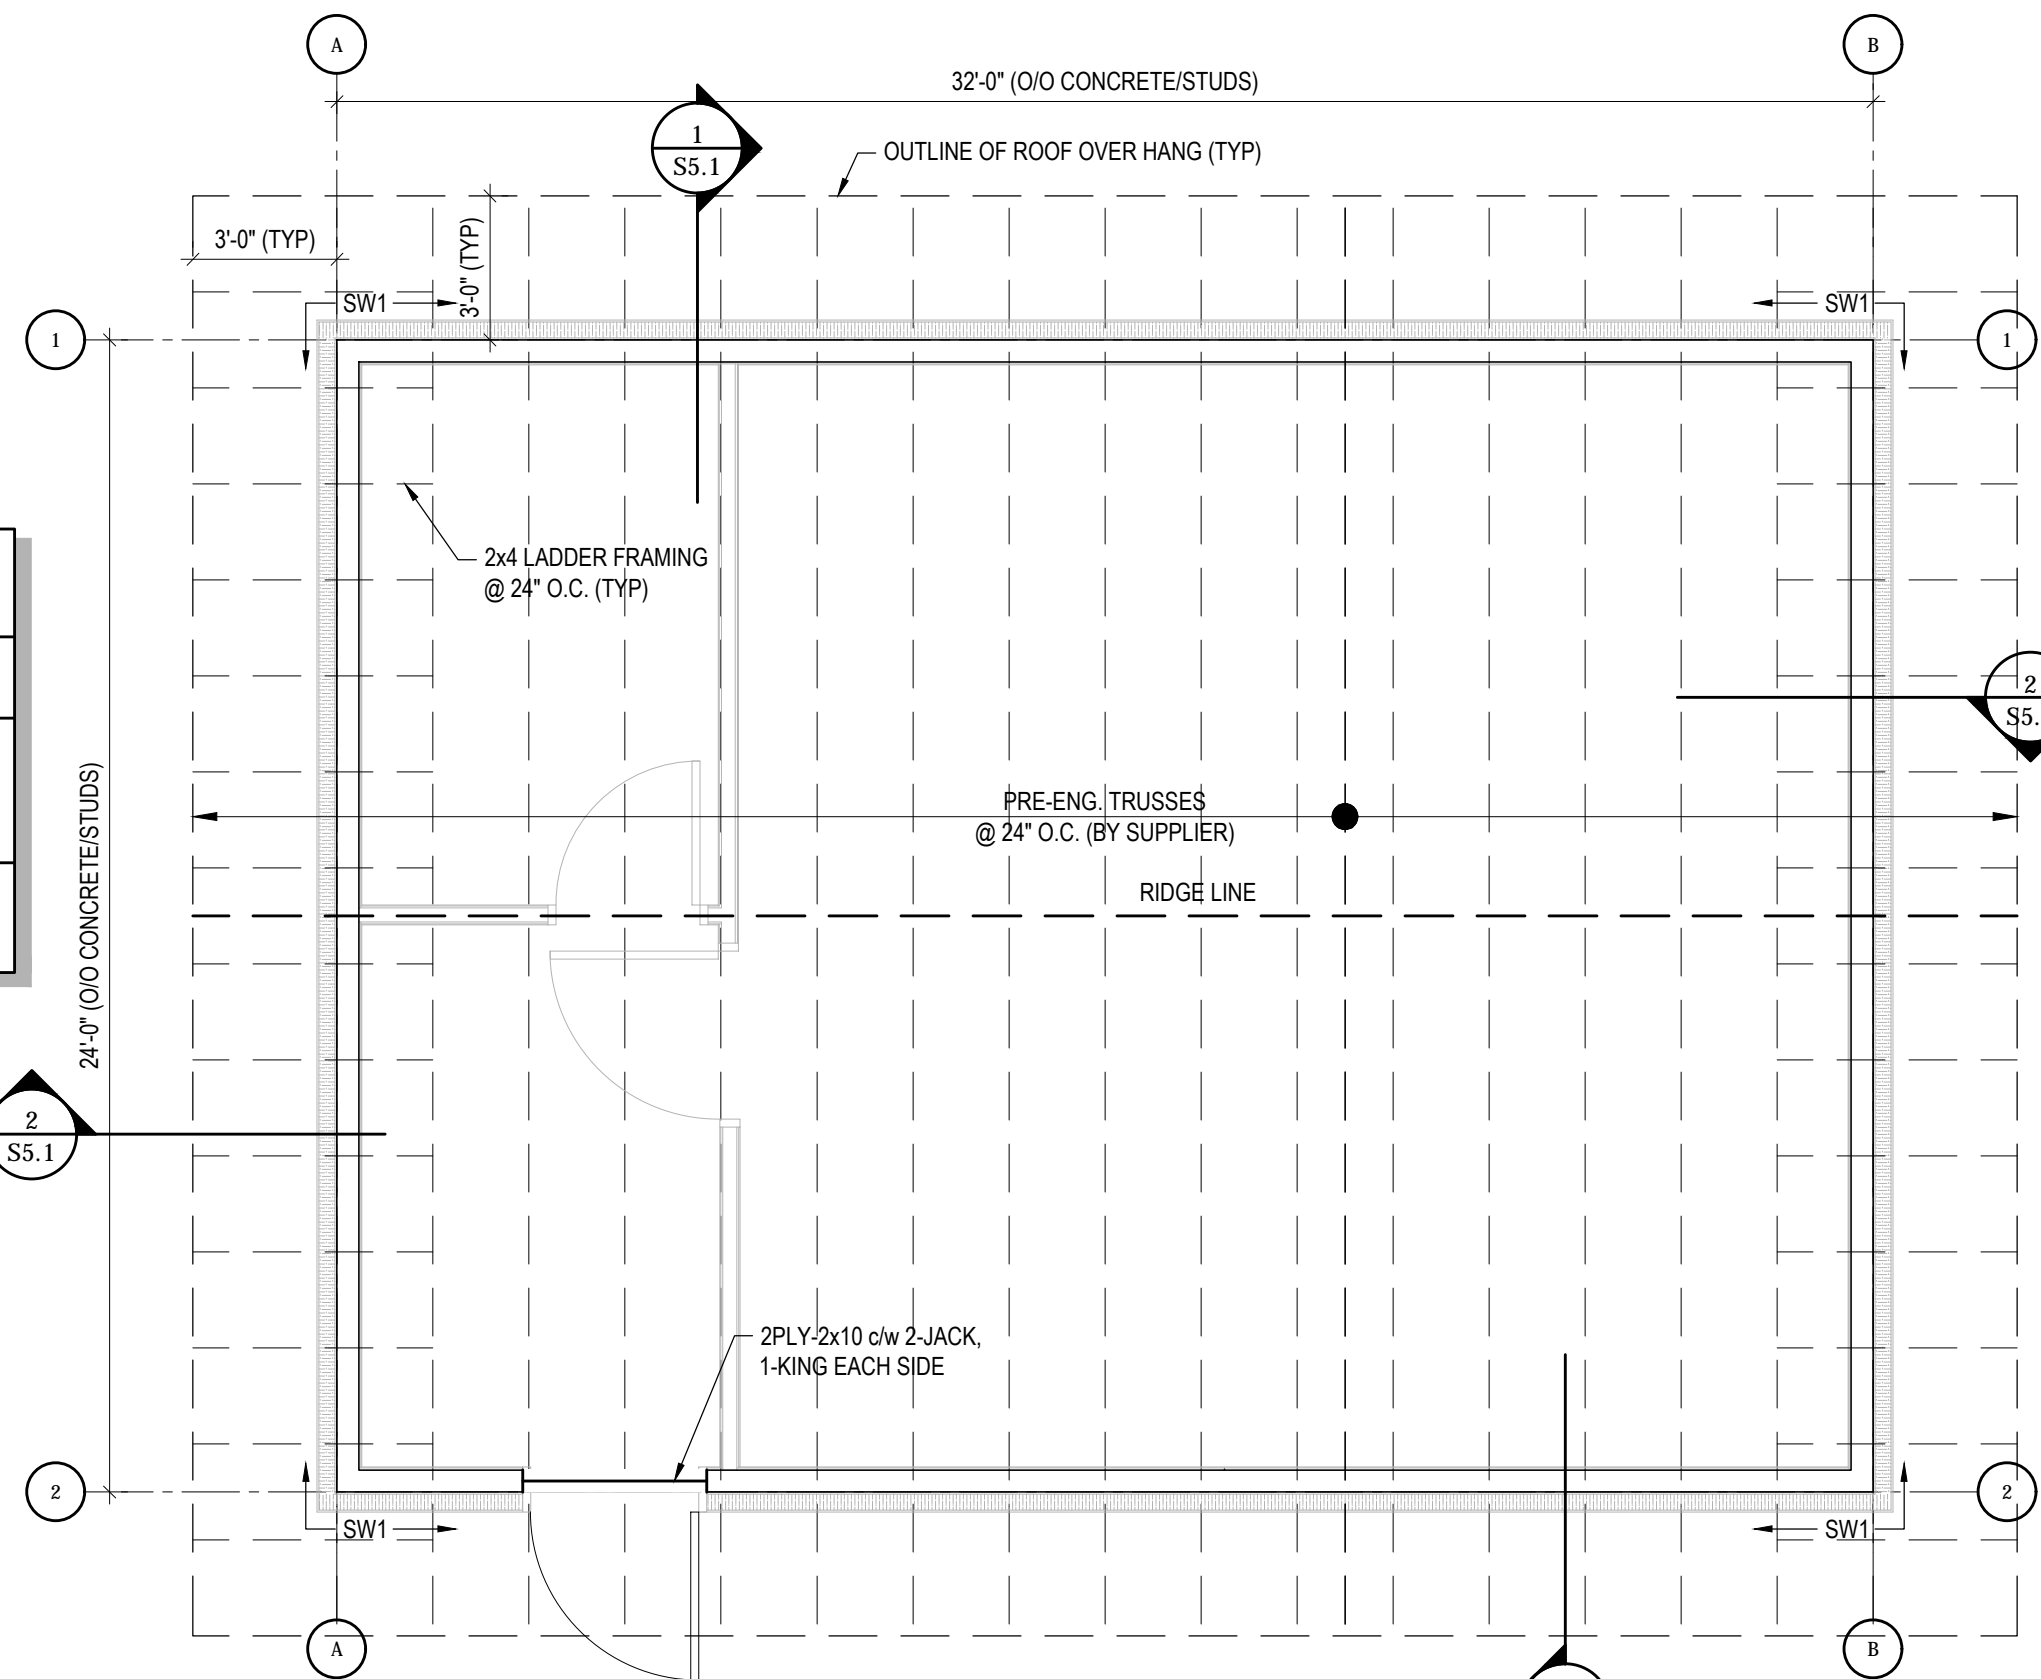 A
B
32'-0" (O/O CONCRETE/STUDS)
1
S5.1
OUTLINE OF ROOF OVER HANG (TYP)
3'-0" (TYP)
3'-0" (TYP)
SW1
SW1
1
1
2x4 LADDER FRAMING
@ 24" O.C. (TYP)
2
S5.
24'-0" (O/O CONCRETE/STUDS)
PRE-ENG. TRUSSES
@ 24" O.C. (BY SUPPLIER)
RIDGE LINE
2
S5.1
2PLY-2x10 c/w 2-JACK,
1-KING EACH SIDE
2
2
SW1
SW1
A
B